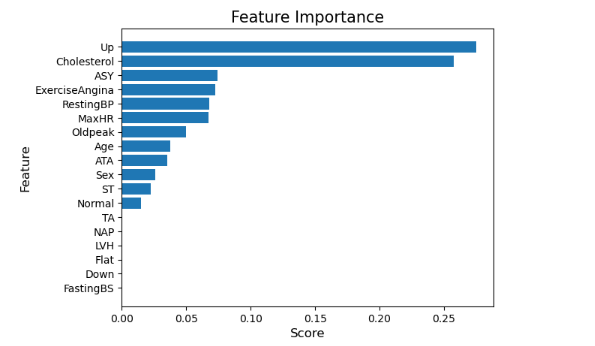 Feature Importance
Up
Cholesterol
ASY
ExerciseAngina
RestingBP
MaxHR
Oldpeak
Age
ATA
Sex
ST
Normal
TA
NAP
LVH
Flat
Down
FastingBS
Feature
0.00 0.05 0.10 0.15 0.20 0.25
Score